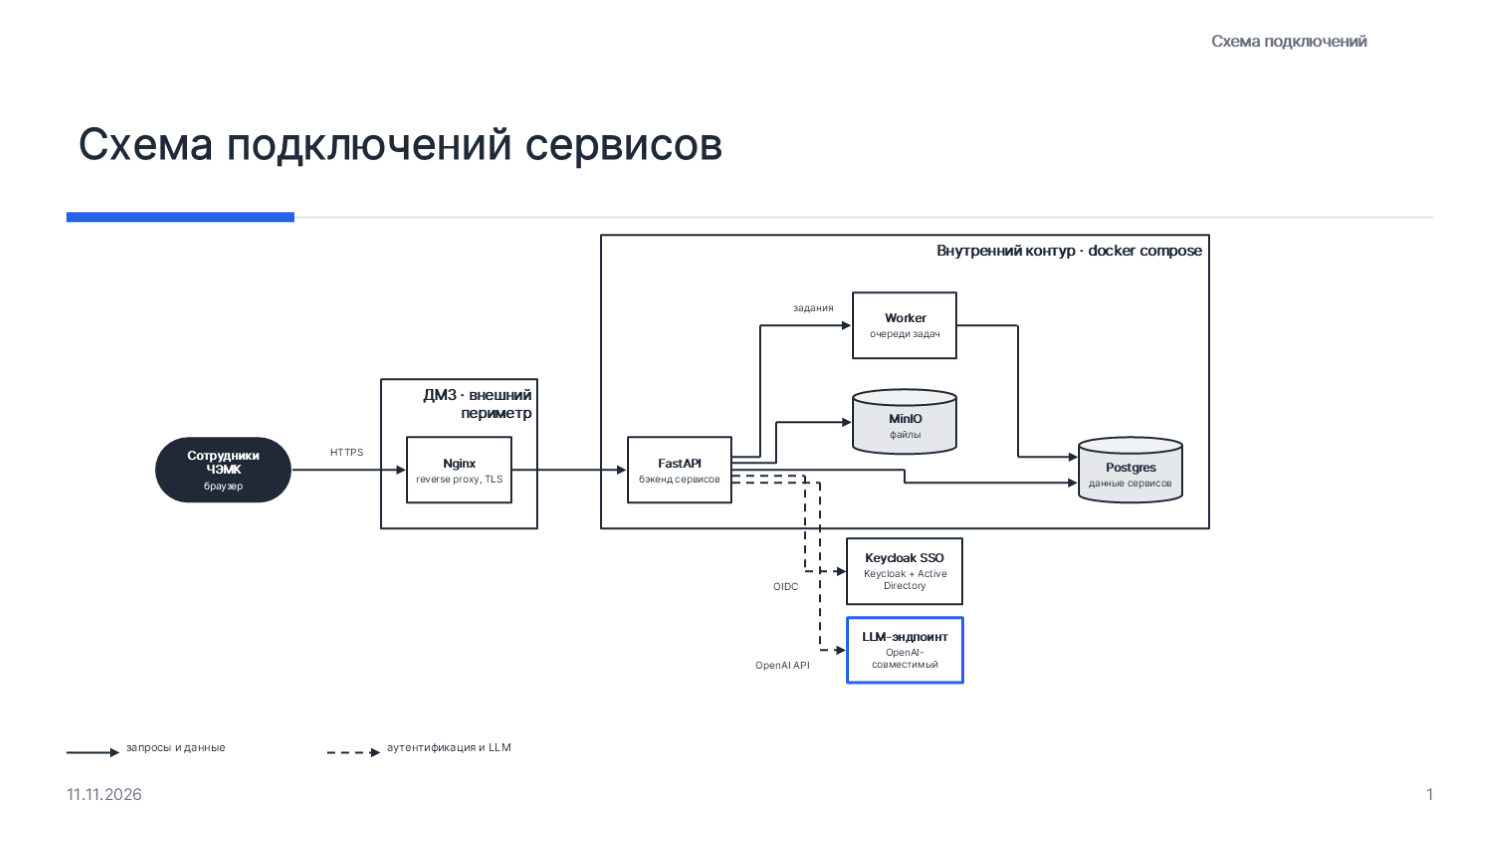 Схема подключений
Схема подключений сервисов
Внутренний контур · docker compose
задания
Worker
очереди задач
ДМЗ · внешний
периметр
MinIO
файлы
Сотрудники
ЧЭМК
браузер
HTTPS
Nginx
reverse proxy, TLS
FastAPI
бэкенд сервисов
Postgres
данные сервисов
Keycloak SSO
Keycloak + Active
Directory
OIDC
LLM-эндпоинт
OpenAI-
совместимый
OpenAI API
запросы и данные
аутентификация и LLM
11.11.2026
1